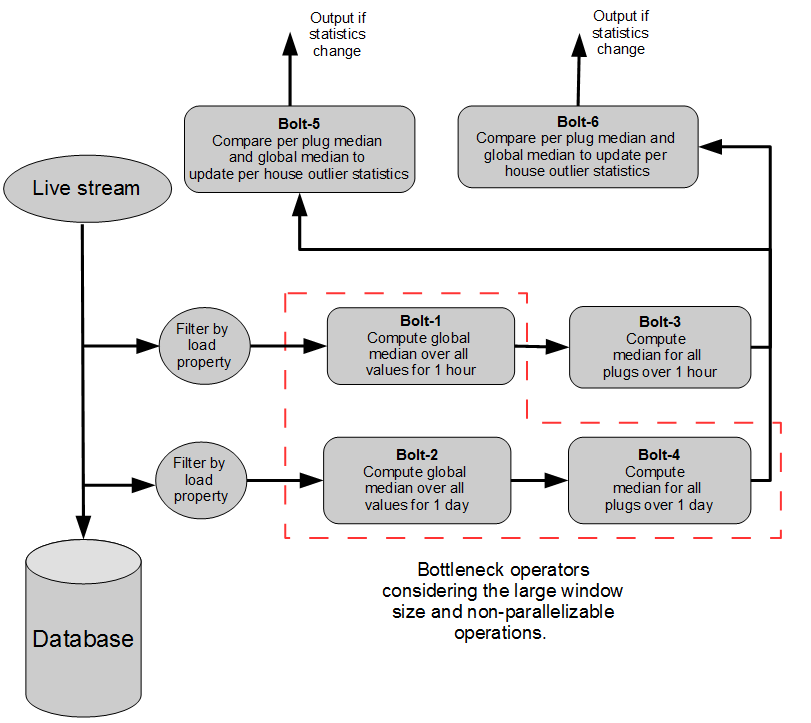 Output if
statistics
change
Output if
statistics
change
Bolt-5
Compare per plug median
and global median to
update per house outlier statistics
Bolt-6
Compare per plug median and
global median to update per
house outlier statistics
Live stream
Filter by
load
property
Bolt-1
Compute global
median over all
values for 1 hour
Bolt-3
Compute
median for all
plugs over 1 hour
Filter by
load
property
Bolt-2
Compute global
median over all
values for 1 day
Bolt-4
Compute
median for all
plugs over 1 day
Bottleneck operators
considering the large window
size and non-parallelizable
operations.
Database